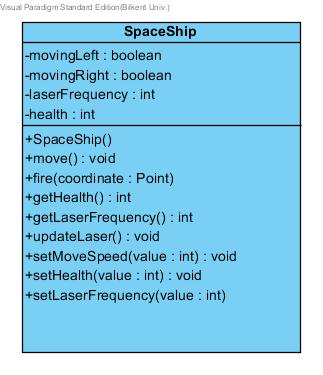 Visual Paradigm Standard Edition(Bilkent Univ.)
SpaceShip
-movingLeft : boolean
-movingRight : boolean
-laserFrequency : int
-health : int
+SpaceShip()
+move() : void
+fire(coordinate : Point)
+getHealth() : int
+getLaserFrequency() : int
+updateLaser() : void
+setMoveSpeed(value : int) : void
+setHealth(value : int) : void
+setLaserFrequency(value : int)